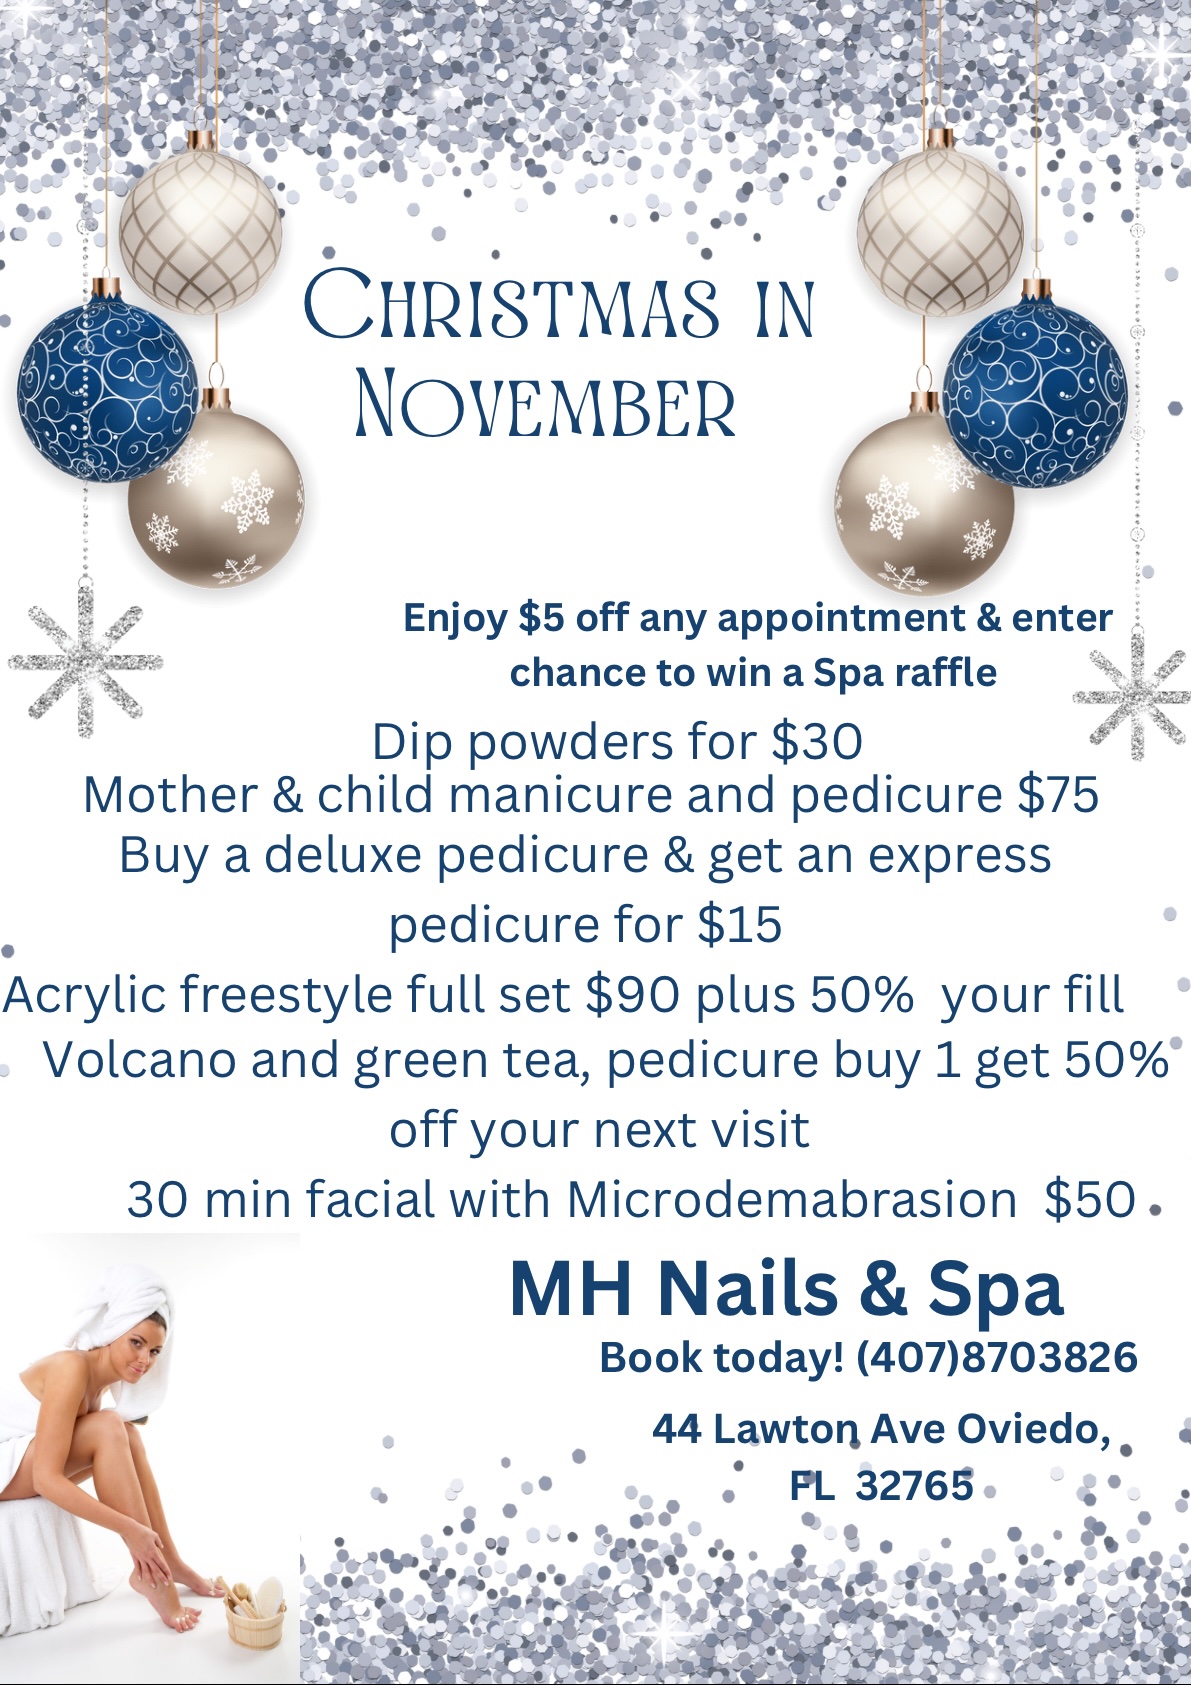 Christmas in
November
Enjoy $5 off any appointment & enter
chance to win a Spa raffle
Dip powders for $30
Mother & child manicure and pedicure $75
Buy a deluxe pedicure & get an express
pedicure for $15
Acrylic freestyle full set $90 plus 50%  your fill
Volcano and green tea, pedicure buy 1 get 50%
off your next visit
30 min facial with Microdemabrasion  $50
MH Nails & Spa
Book today! (407)8703826
44 Lawton Ave Oviedo,
FL  32765